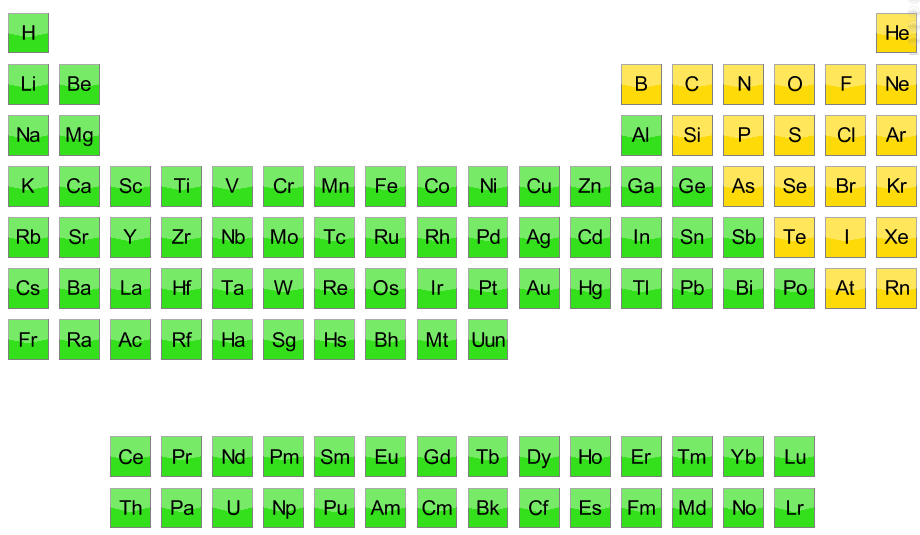 H He
Li Be B C N O F Ne
Na Mg Al Si P S Cl Ar
K Ca Sc Ti V Cr Mn Fe Co Ni Cu Zn Ga Ge As Se Br Kr
Rb Sr Y Zr Nb Mo Tc Ru Rh Pd Ag Cd In Sn Sb Te I Xe
Cs Ba La Hf Ta W Re Os Ir Pt Au Hg Tl Pb Bi Po At Rn
Fr Ra Ac Rf Ha Sg Hs Bh Mt Uun
Ce Pr Nd Pm Sm Eu Gd Tb Dy Ho Er Tm Yb Lu
Th Pa U Np Pu Am Cm Bk Cf Es Fm Md No Lr